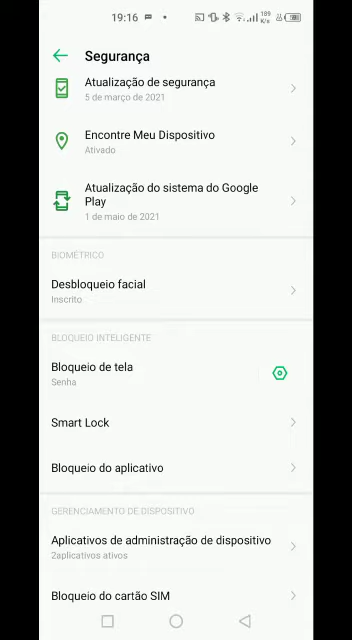 19:16
189
K/s
Segurança
Atualização de segurança
5 de março de 2021
Encontre Meu Dispositivo
Ativado
Atualização do sistema do Google
Play
1 de maio de 2021
BIOMÉTRICO
Desbloqueio facial
Inscrito
BLOQUEIO INTELIGENTE
Bloqueio de tela
Senha
Smart Lock
Bloqueio do aplicativo
GERENCIAMENTO DE DISPOSITIVO
Aplicativos de administração de dispositivo
2aplicativos ativos
Bloqueio do cartão SIM